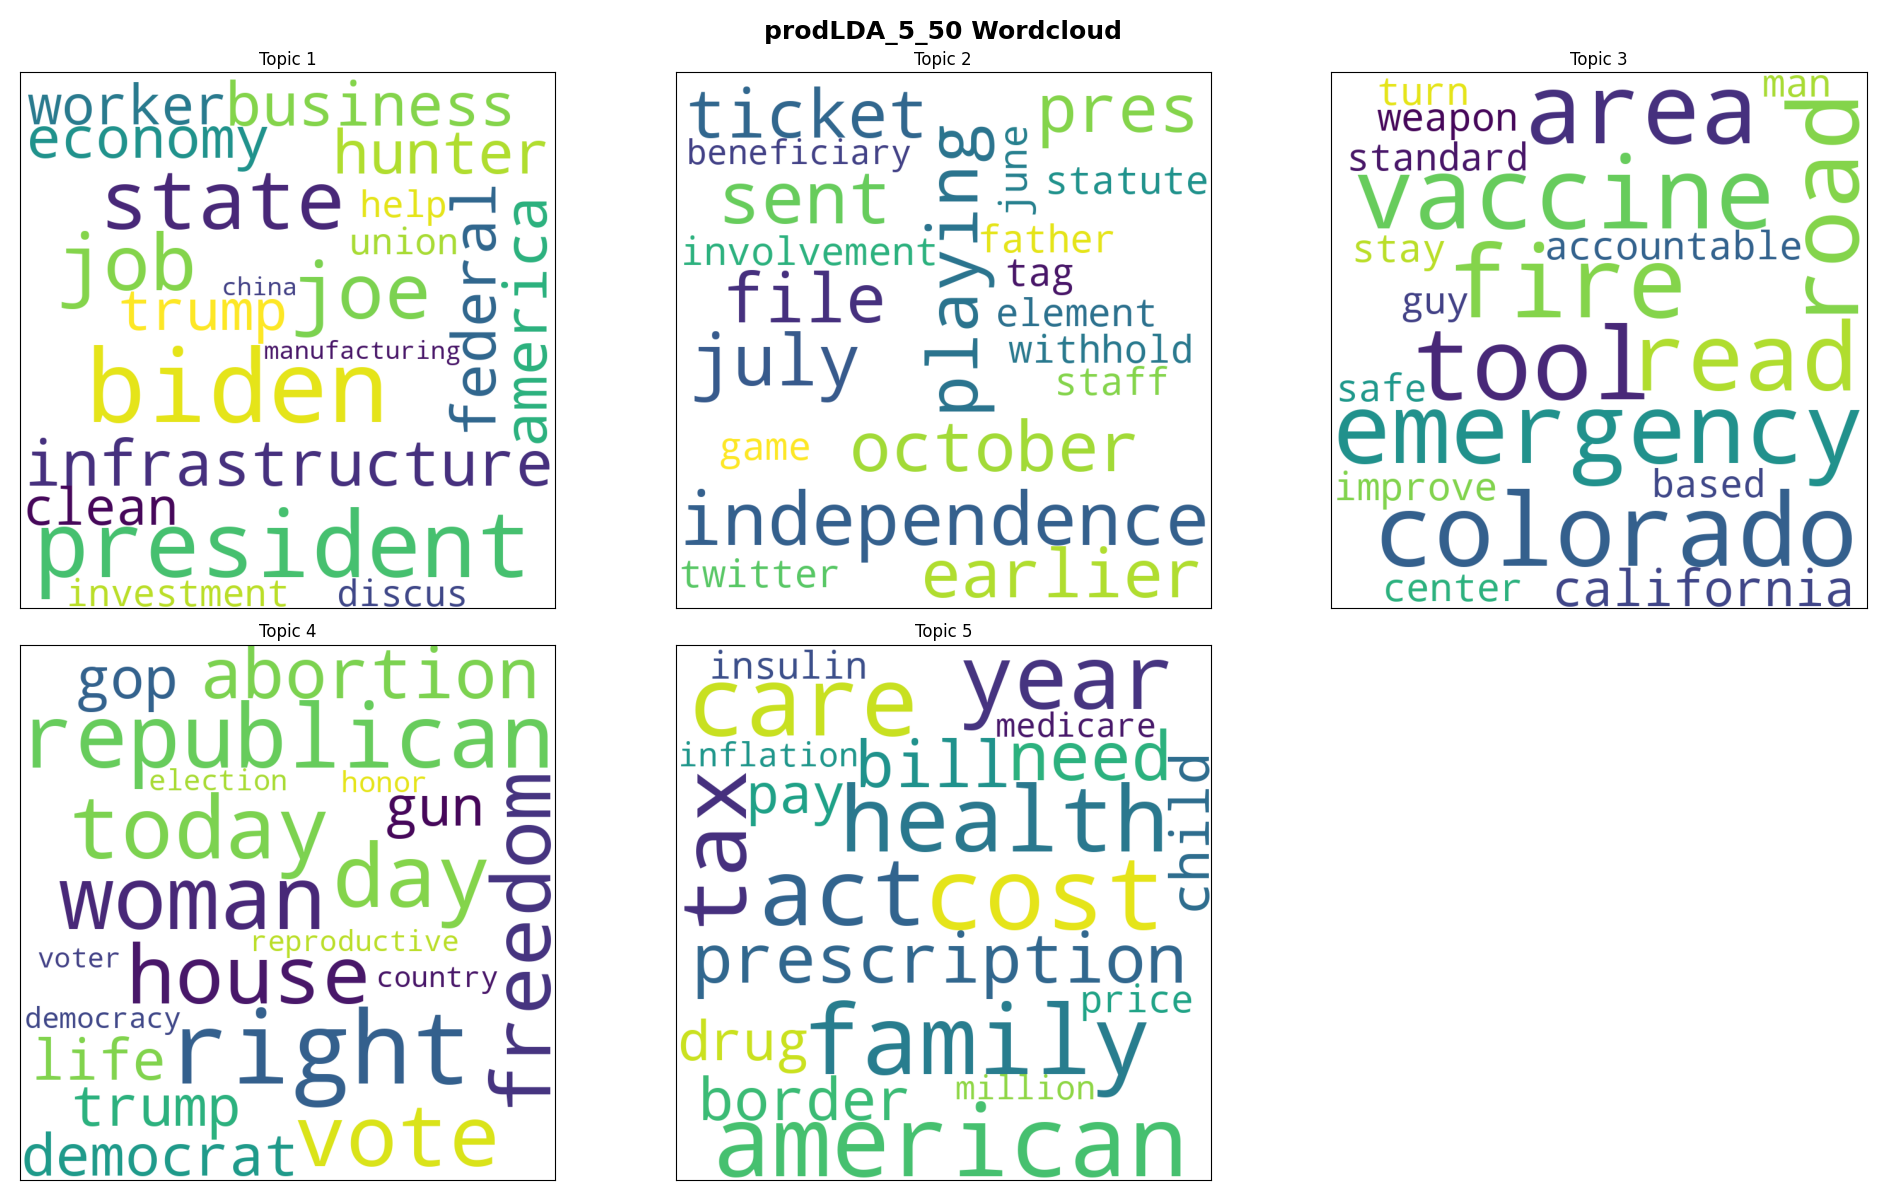 prodLDA_5_50 Wordcloud
Topic 1
worker business
economy
hunter
state
help
federal
america
union
job
china
joe
trump
manufacturing
biden
infrastructure
clean
president
investment
discus
Topic 2
ticket
pres
beneficiary
playing
june
statute
sent
father
involvement
tag
file
element
withhold
july
staff
game
october
independence
twitter
earlier
Topic 3
turn
man
weapon
area
road
standard
vaccine
stay
accountable
fire
guy
tool
read
safe
emergency
improve
based
colorado
center
california
Topic 4
gop
abortion
republican
election
honor
freedom
today
gun
day
woman
reproductive
voter
house
country
democracy
right
life
trump
vote
democrat
Topic 5
insulin
year
care
medicare
inflation
bill
need
child
tax
pay
health
act
cost
prescription
price
drug
family
border
million
american